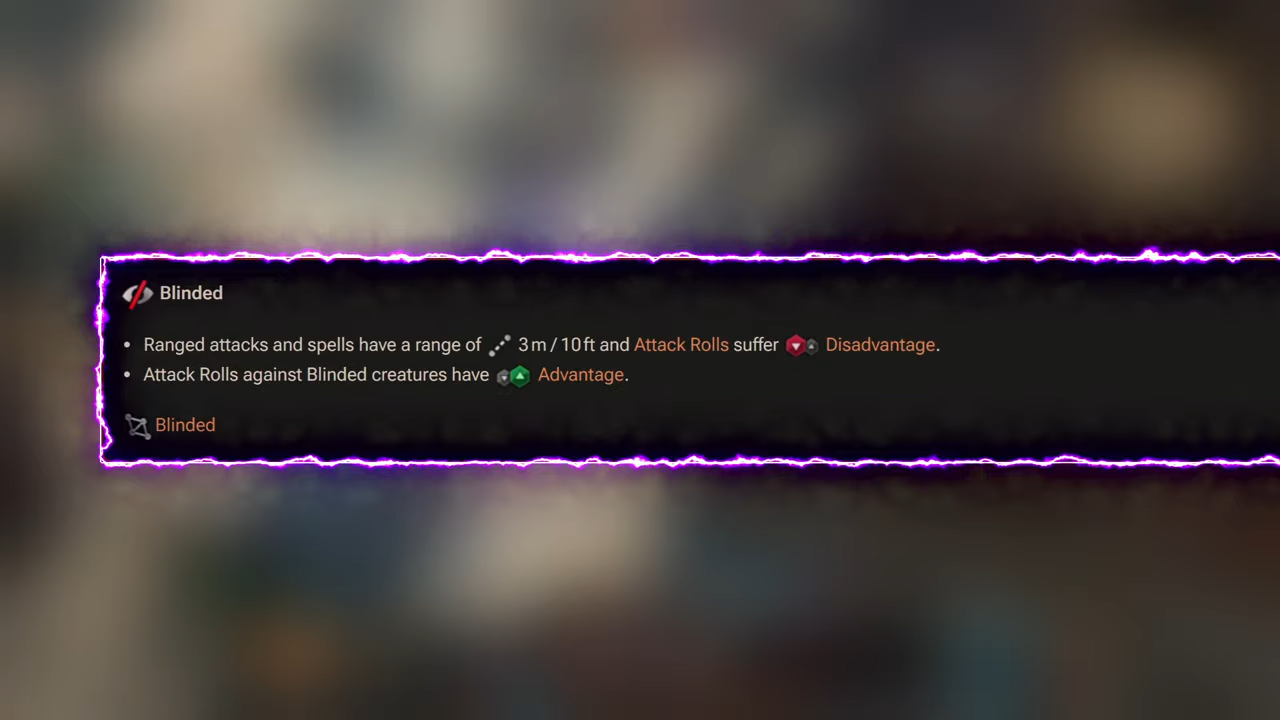 Blinded
• Ranged attacks and spells have a range of 3 m / 10 ft and Attack Rolls suffer Disadvantage.
• Attack Rolls against Blinded creatures have Advantage.
Blinded